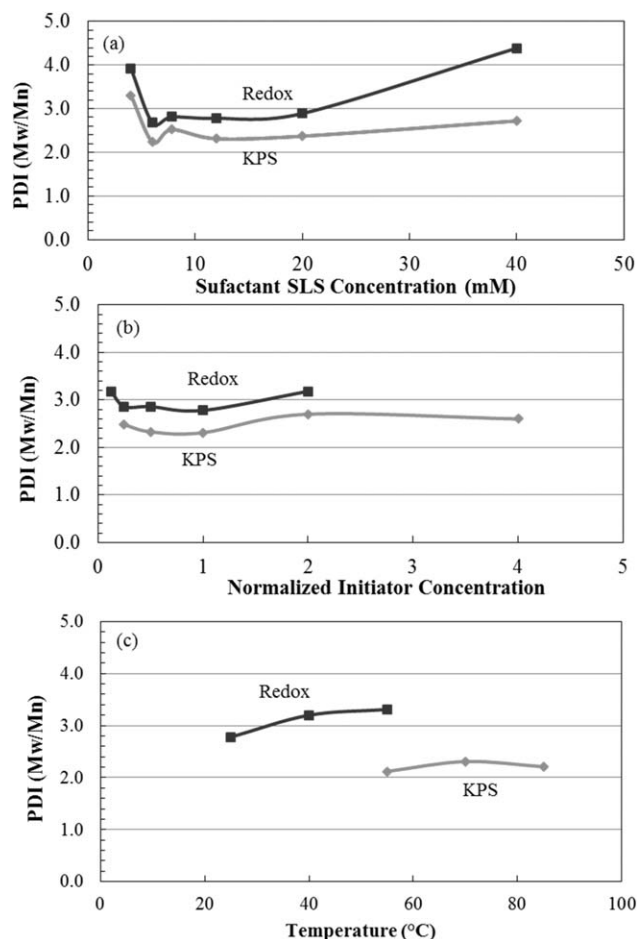 5.0
(a)
4.0
Redox
3.0
2.0
KPS
1.0
0.0
PDI (Mw/Mn)
0 10 20 30 40 50
Sufactant SLS Concentration (mM)
5.0
(b)
4.0
Redox
3.0
2.0
KPS
1.0
0.0
PDI (Mw/Mn)
0 1 2 3 4 5
Normalized Initiator Concentration
5.0
(c)
4.0
Redox
3.0
2.0
KPS
1.0
0.0
PDI (Mw/Mn)
0 20 40 60 80 100
Temperature (°C)